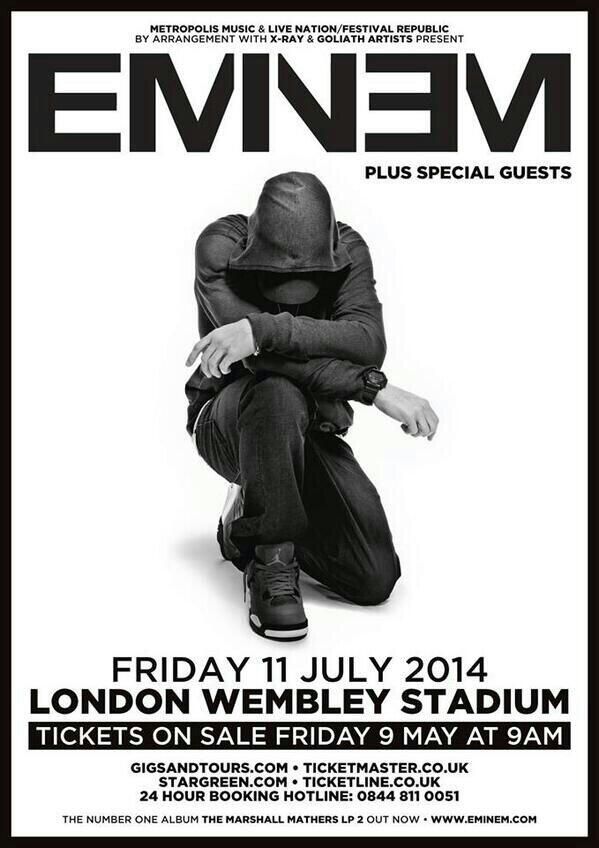 METROPOLIS MUSIC & LIVE NATION/FESTIVAL REPUBLIC
BY ARRANGEMENT WITH X-RAY & GOLIATH ARTISTS PRESENT
EMINEM
PLUS SPECIAL GUESTS
FRIDAY 11 JULY 2014
LONDON WEMBLEY STADIUM
TICKETS ON SALE FRIDAY 9 MAY AT 9AM
GIGSANDTOURS.COM • TICKETMASTER.CO.UK
STARGREEN.COM • TICKETLINE.CO.UK
24 HOUR BOOKING HOTLINE: 0844 811 0051
THE NUMBER ONE ALBUM THE MARSHALL MATHERS LP 2 OUT NOW • WWW.EMINEM.COM